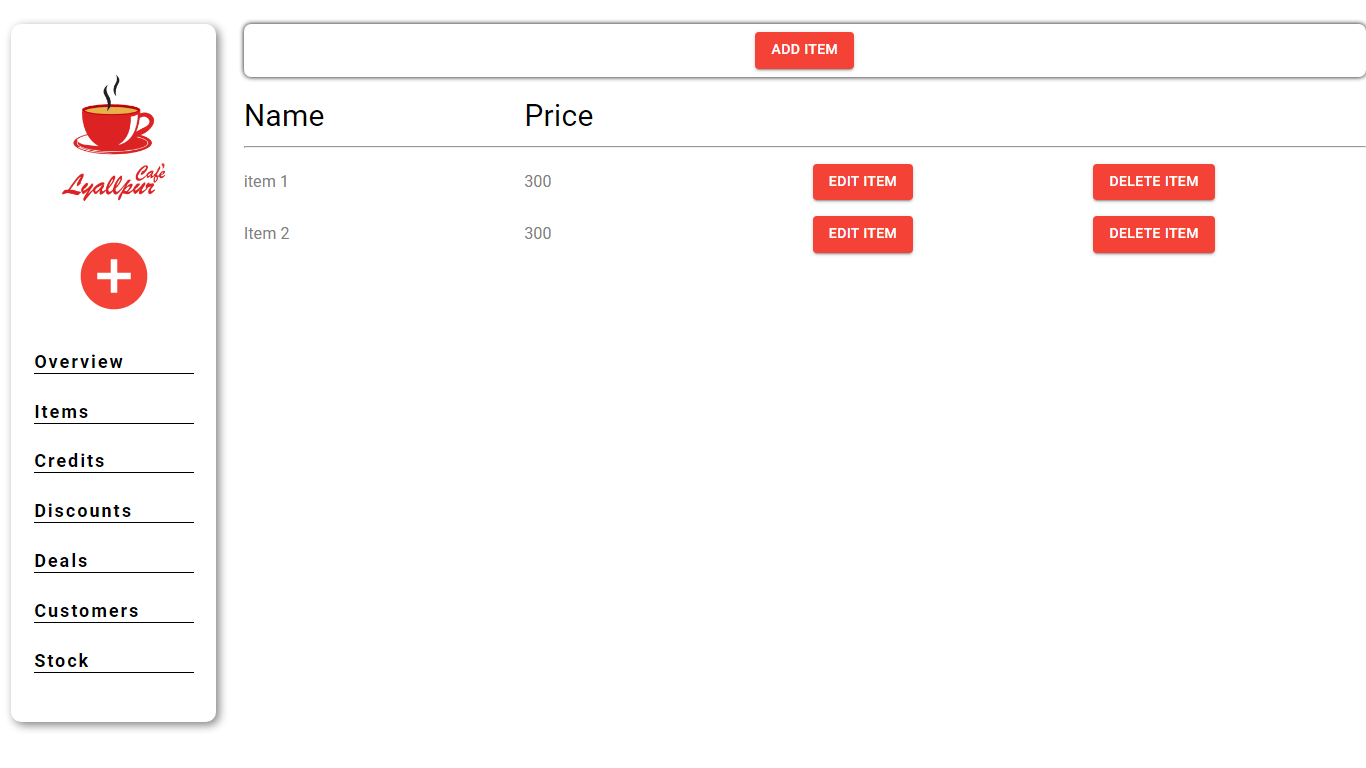 Café
Lyallpur
Overview
Items
Credits
Discounts
Deals
Customers
Stock
ADD ITEM
Name Price
item 1 300 EDIT ITEM DELETE ITEM
Item 2 300 EDIT ITEM DELETE ITEM